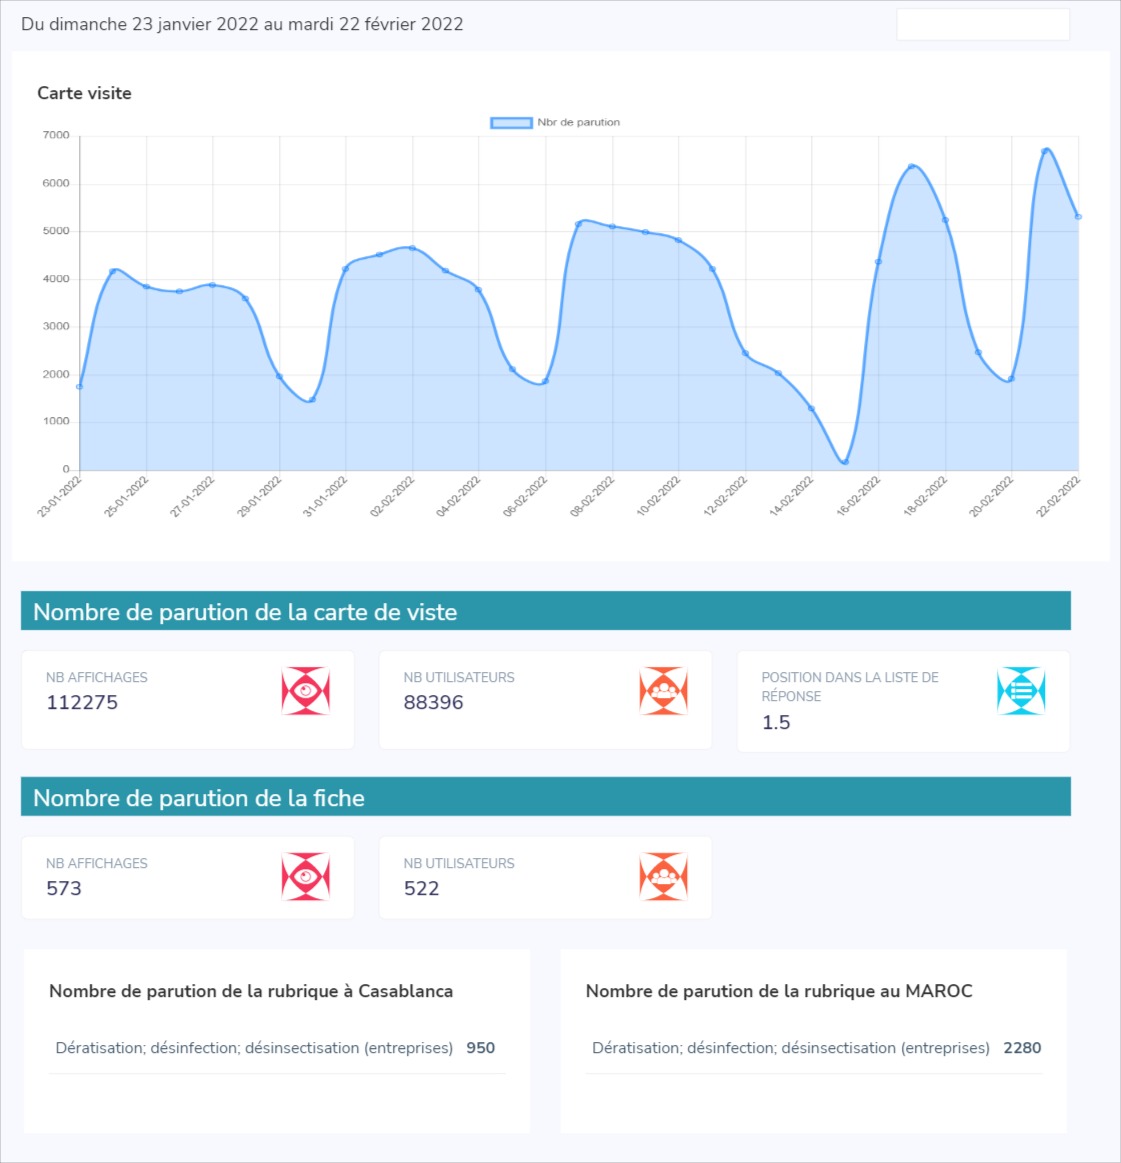 Du dimanche 23 janvier 2022 au mardi 22 février 2022
Carte visite
Nbr de parution
7000
6000
5000
4000
3000
2000
1000
0
23-01-2022
25-01-2022
27-01-2022
29-01-2022
31-01-2022
02-02-2022
04-02-2022
06-02-2022
08-02-2022
10-02-2022
12-02-2022
14-02-2022
16-02-2022
18-02-2022
20-02-2022
22-02-2022
Nombre de parution de la carte de viste
NB AFFICHAGES
112275
NB UTILISATEURS
88396
POSITION DANS LA LISTE DE
RÉPONSE
1.5
Nombre de parution de la fiche
NB AFFICHAGES
573
NB UTILISATEURS
522
Nombre de parution de la rubrique à Casablanca
Dératisation; désinfection; désinsectisation (entreprises) 950
Nombre de parution de la rubrique au MAROC
Dératisation; désinfection; désinsectisation (entreprises) 2280